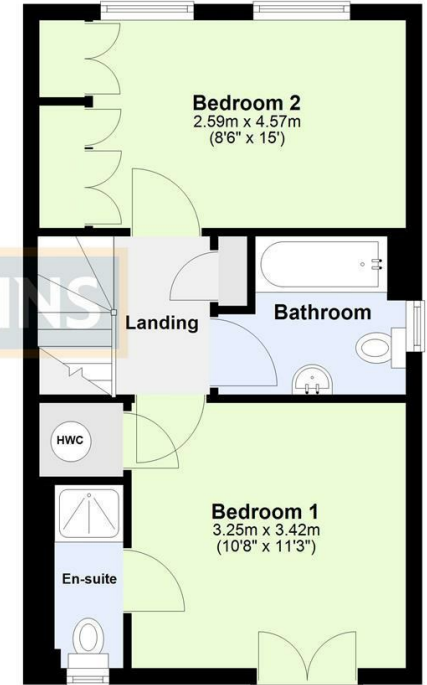 Bedroom 2
2.59m x 4.57m
(8'6" x 15')
Landing
Bathroom
HWC
Bedroom 1
3.25m x 3.42m
(10'8" x 11'3")
En-suite